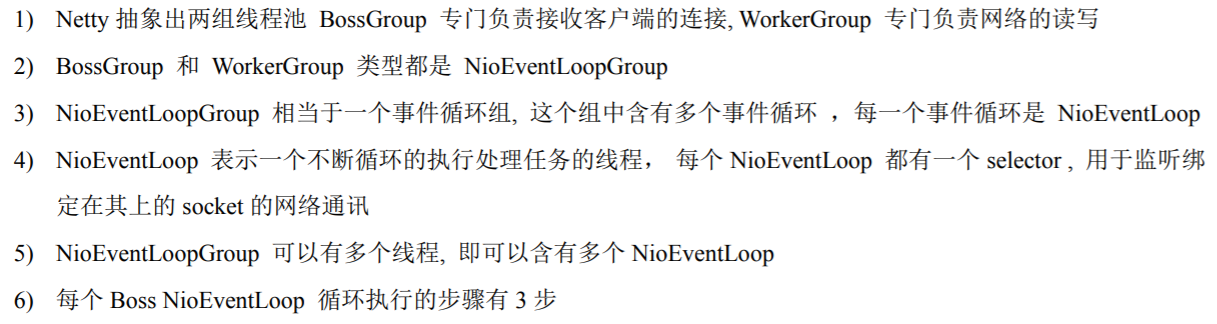 1) Netty 抽象出两组线程池 BossGroup 专门负责接收客户端的连接, WorkerGroup 专门负责网络的读写
2) BossGroup 和 WorkerGroup 类型都是 NioEventLoopGroup
3) NioEventLoopGroup 相当于一个事件循环组, 这个组中含有多个事件循环 ，每一个事件循环是 NioEventLoop
4) NioEventLoop 表示一个不断循环的执行处理任务的线程， 每个 NioEventLoop 都有一个 selector , 用于监听绑
定在其上的 socket 的网络通讯
5) NioEventLoopGroup 可以有多个线程, 即可以含有多个 NioEventLoop
6) 每个 Boss NioEventLoop 循环执行的步骤有 3 步